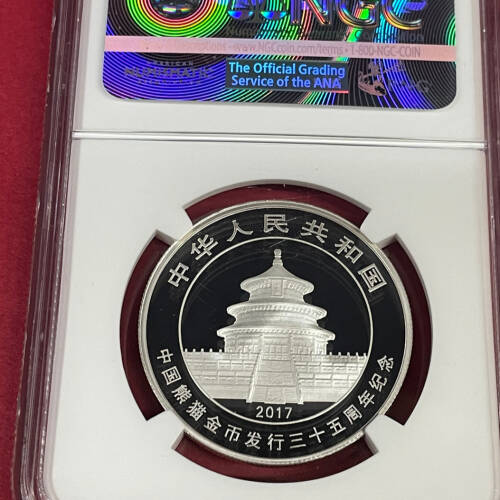 NGC
www.NGCcoin.com/terms • 1-800-NGC-COIN
The Official Grading
Service of the ANA
中华人民共和国
2017
中国熊猫金币发行三十五周年纪念